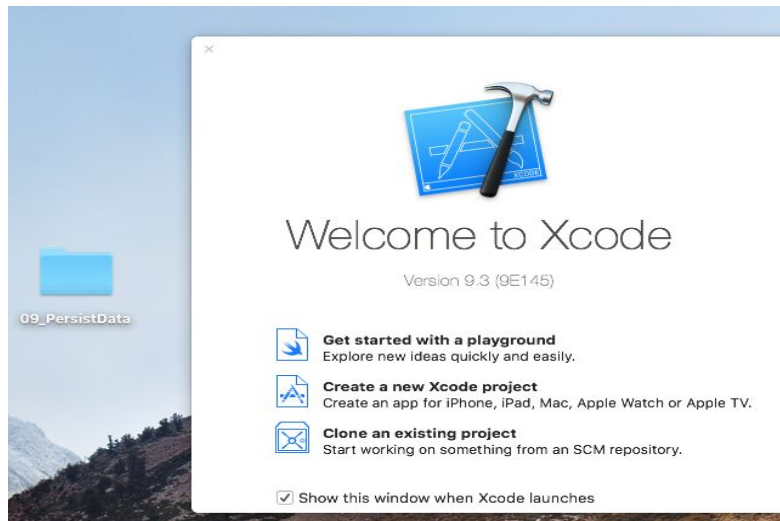 XCODE
Welcome to Xcode
Version 9.3 (9E145)
09_PersistData
Get started with a playground
Explore new ideas quickly and easily.
Create a new Xcode project
Create an app for iPhone, iPad, Mac, Apple Watch or Apple TV.
Clone an existing project
Start working on something from an SCM repository.
Show this window when Xcode launches